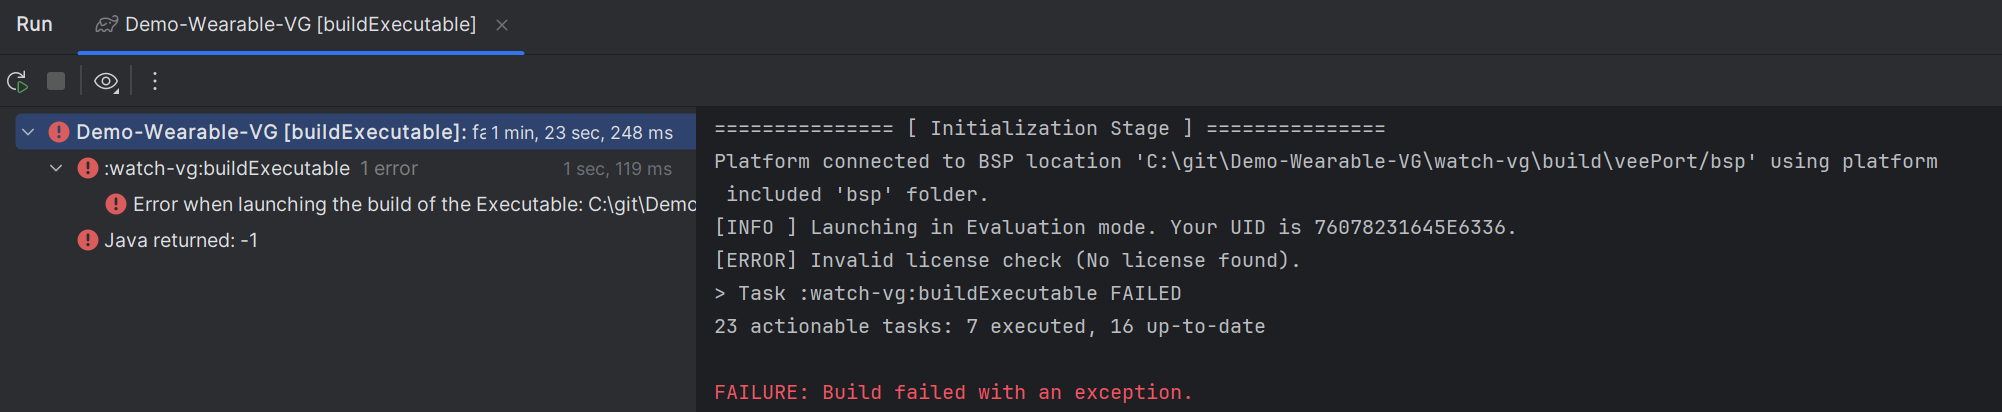 Run Demo-Wearable-VG [buildExecutable]
Demo-Wearable-VG [buildExecutable]: fa 1 min, 23 sec, 248 ms
:watch-vg:buildExecutable 1 error 1 sec, 119 ms
Error when launching the build of the Executable: C:\git\Demo
Java returned: -1
=============== [ Initialization Stage ] ===============
Platform connected to BSP location 'C:\git\Demo-Wearable-VG\watch-vg\build\veePort/bsp' using platform
included 'bsp' folder.
[INFO ] Launching in Evaluation mode. Your UID is 76078231645E6336.
[ERROR] Invalid license check (No license found).
> Task :watch-vg:buildExecutable FAILED
23 actionable tasks: 7 executed, 16 up-to-date
FAILURE: Build failed with an exception.